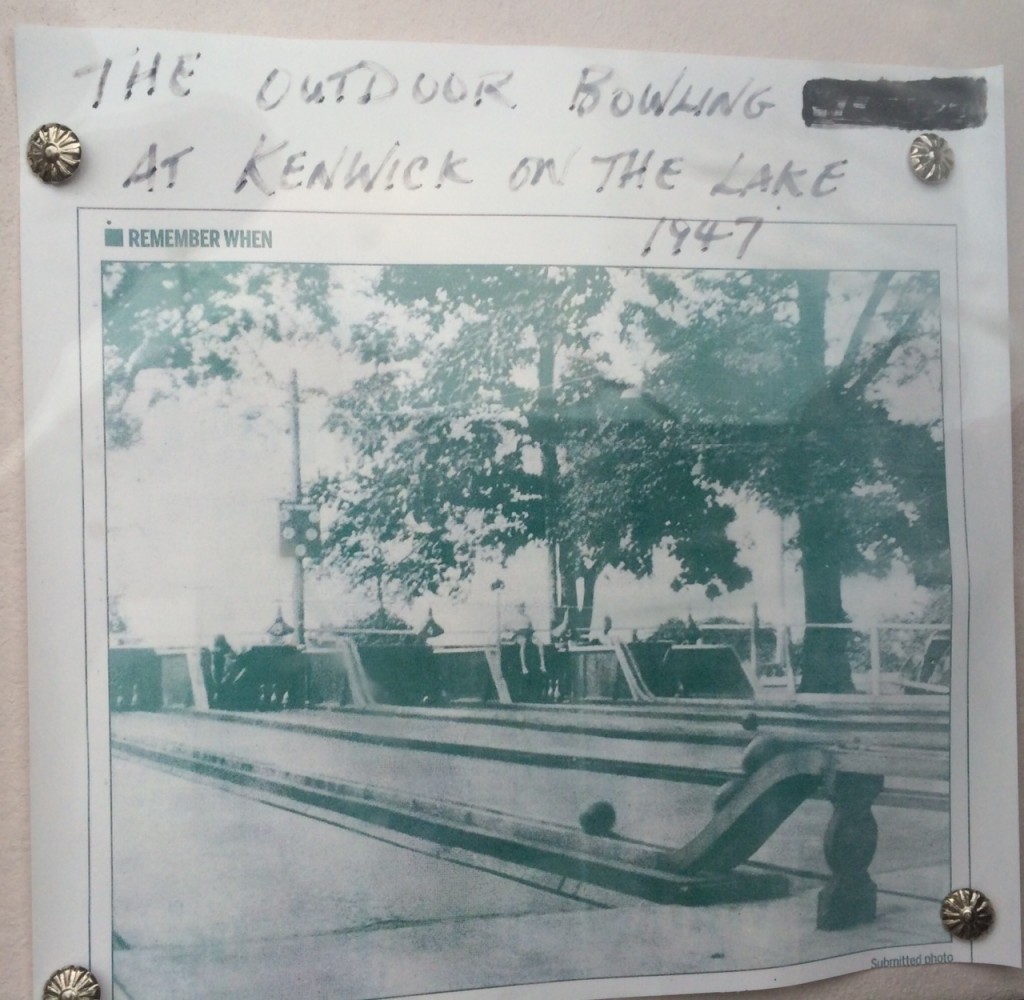 THE OUTDOOR BOWLING
AT KENWICK ON THE LAKE
1947
REMEMBER WHEN
Submitted photo